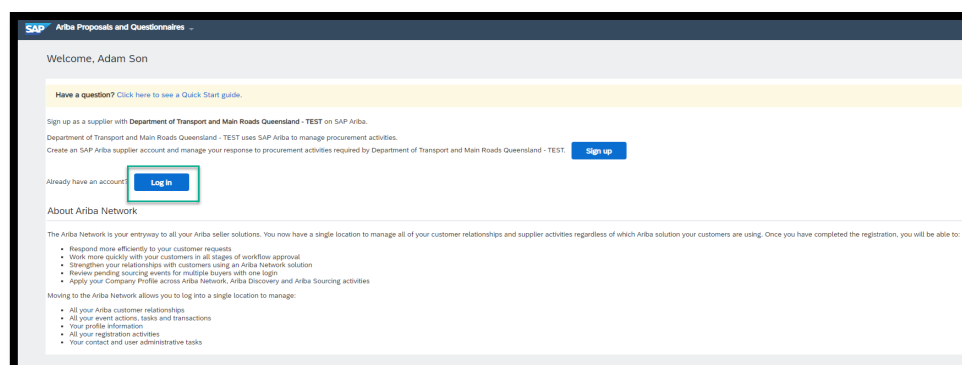 SAP Ariba Proposals and Questionnaires
Welcome, Adam Son
Have a question? Click here to see a Quick Start guide.
Sign up as a supplier with Department of Transport and Main Roads Queensland - TEST on SAP Ariba.
Department of Transport and Main Roads Queensland - TEST uses SAP Ariba to manage procurement activities.
Create an SAP Ariba supplier account and manage your response to procurement activities required by Department of Transport and Main Roads Queensland - TEST. Sign up
Already have an account? Log in
About Ariba Network
The Ariba Network is your entryway to all your Ariba seller solutions. You now have a single location to manage all of your customer relationships and supplier activities regardless of which Ariba solution your customers are using. Once you have completed the registration, you will be able to:
• Respond more efficiently to your customer requests
• Work more quickly with your customers in all stages of workflow approval
• Strengthen your relationships with customers using an Ariba Network solution
• Review pending sourcing events for multiple buyers with one login
• Apply your Company Profile across Ariba Network, Ariba Discovery and Ariba Sourcing activities
Moving to the Ariba Network allows you to log into a single location to manage:
• All your Ariba customer relationships
• All your event actions, tasks and transactions
• Your profile information
• All your registration activities
• Your contact and user administrative tasks